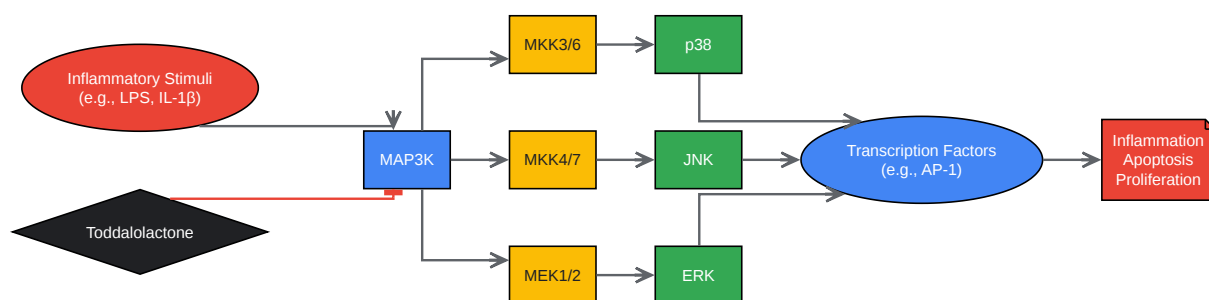 Inflammatory Stimuli
(e.g., LPS, IL-1β)
Toddalolactone
MAP3K
MKK3/6
MKK4/7
MEK1/2
p38
JNK
ERK
Transcription Factors
(e.g., AP-1)
Inflammation
Apoptosis
Proliferation